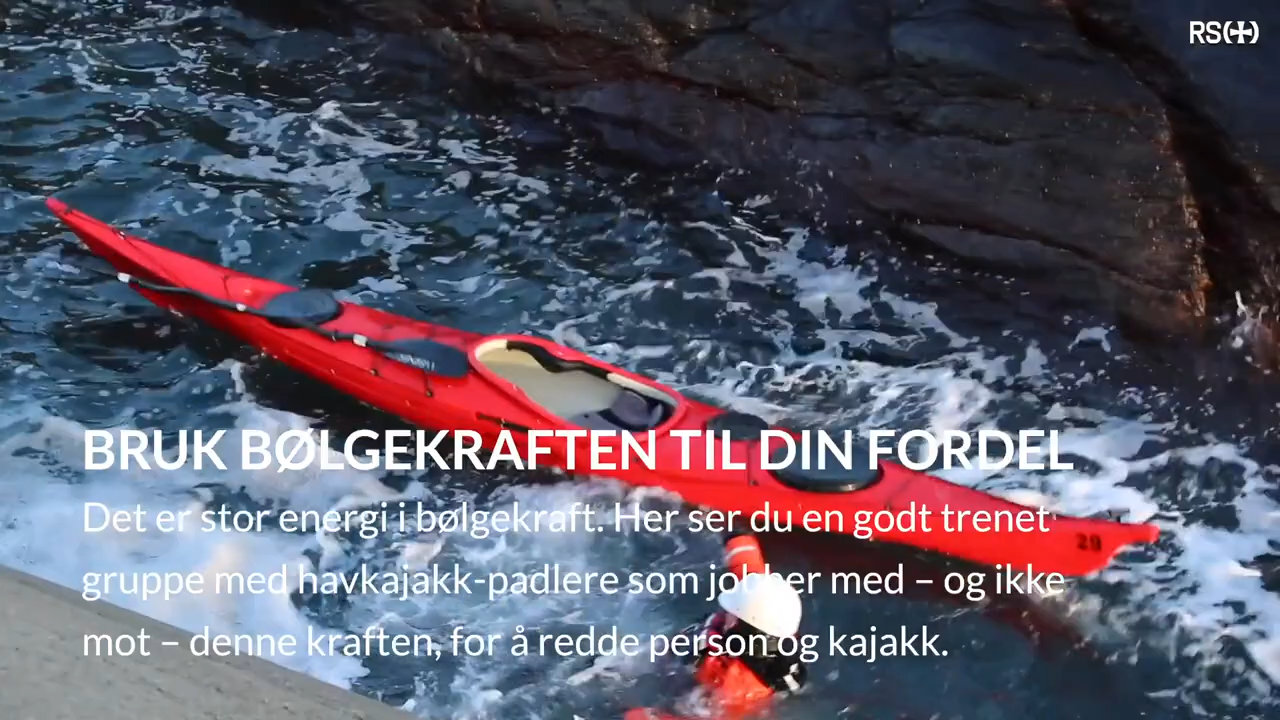 RS
BRUK BØLGEKRAFTEN TIL DIN FORDEL
Det er stor energi i bølgekraft. Her ser du en godt trenet
gruppe med havkajakk-padlere som jobber med – og ikke
mot – denne kraften, for å redde person og kajakk.
29